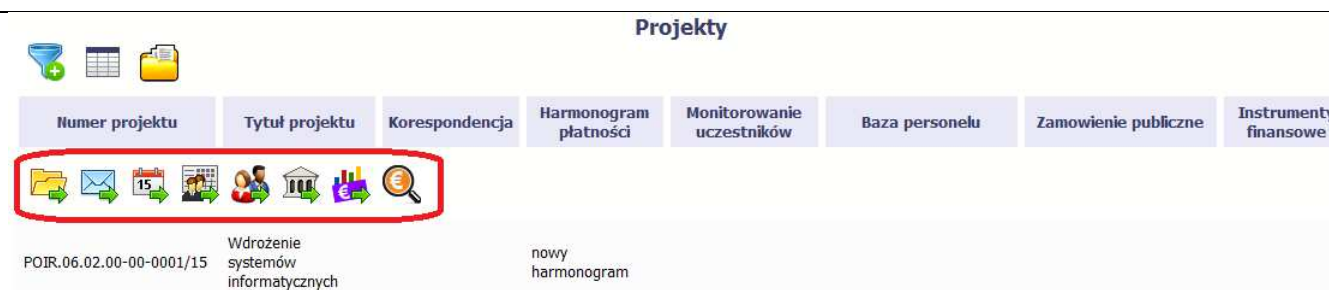 Projekty
Numer projektu
Tytuł projektu
Korespondencja
Harmonogram
płatności
Monitorowanie
uczestników
Baza personelu
Zamowienie publiczne
Instrumenty
finansowe
15
POIR.06.02.00-00-0001/15
Wdrożenie
systemów
informatycznych
nowy
harmonogram